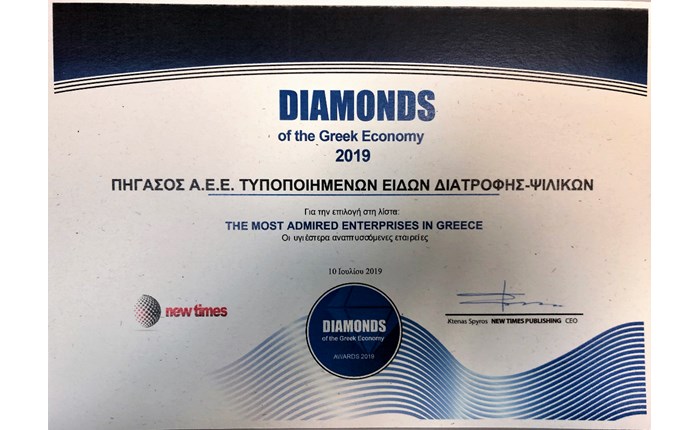 DIAMONDS
of the Greek Economy
2019
ΠΗΓΑΣΟΣ Α.Ε.Ε. ΤΥΠΟΠΟΙΗΜΕΝΩΝ ΕΙΔΩΝ ΔΙΑΤΡΟΦΗΣ-ΨΙΛΙΚΩΝ
Για την επιλογή στη λίστα:
THE MOST ADMIRED ENTERPRISES IN GREECE
Οι υγιέστερα αναπτυσσόμενες εταιρείες
10 Ιουλίου 2019
new times
Ktenas Spyros NEW TIMES PUBLISHING CEO
DIAMONDS
of the Greek Economy
AWARDS 2019